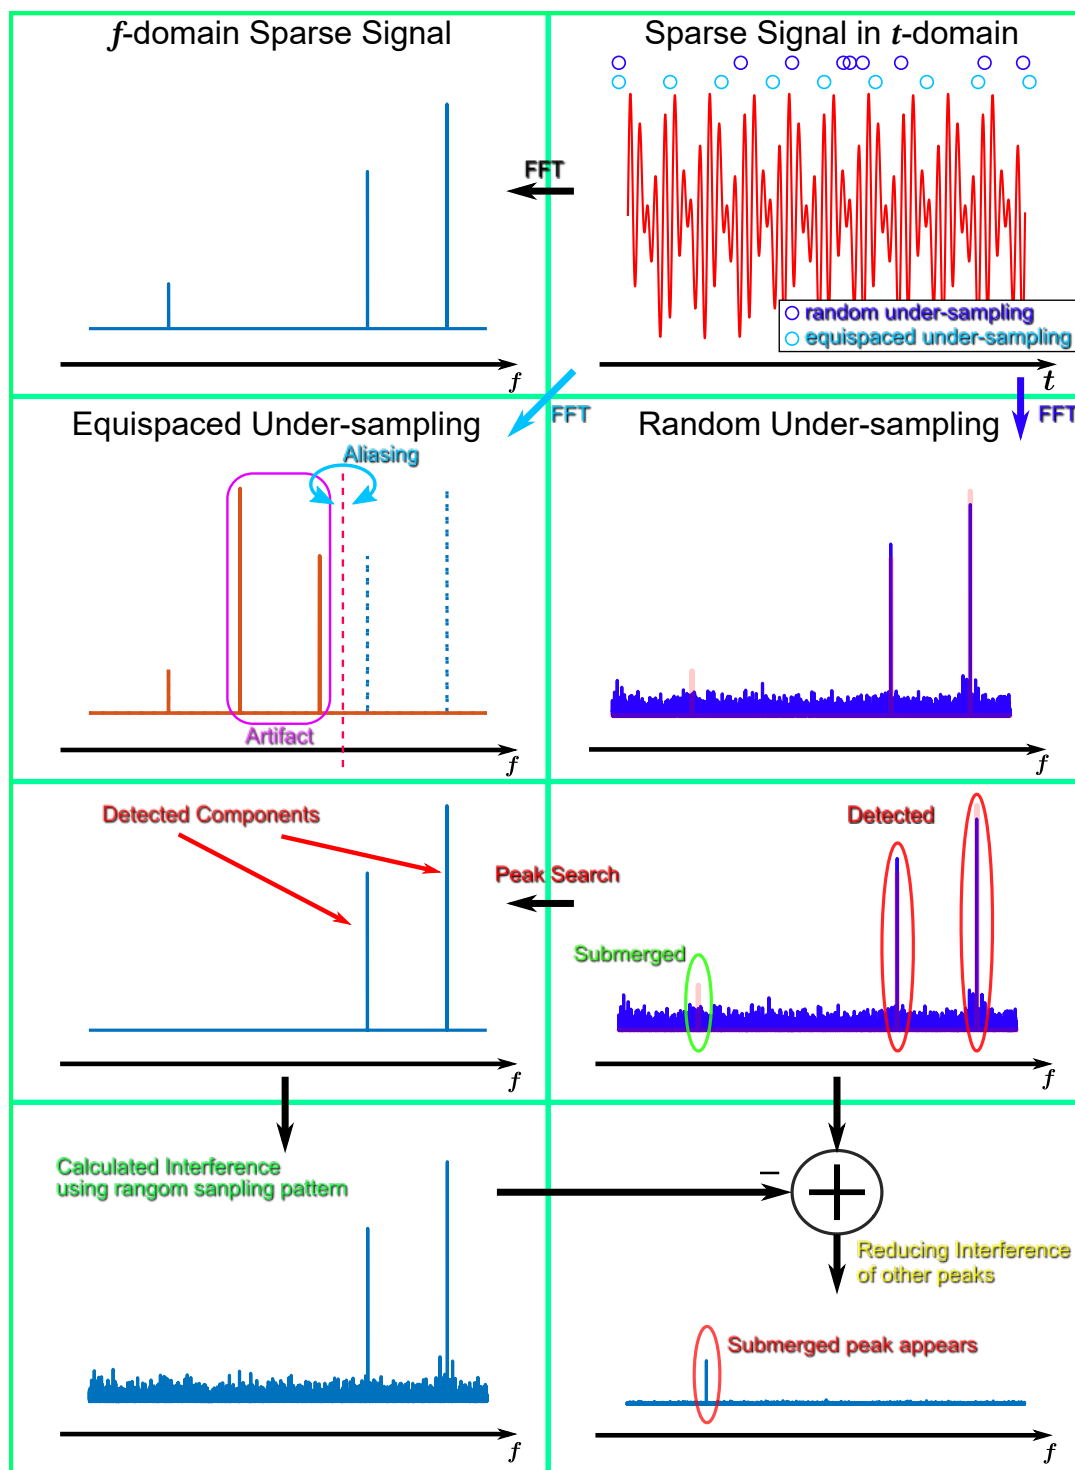 f-domain Sparse Signal
Sparse Signal in t-domain
FFT
random under-sampling
equispaced under-sampling
f
t
FFT
FFT
Equispaced Under-sampling
Random Under-sampling
Aliasing
Artifact
f
f
Detected Components
Detected
Peak Search
Submerged
f
f
Calculated Interference
using rangom sanpling pattern
−
+
Reducing Interference
of other peaks
Submerged peak appears
f
f